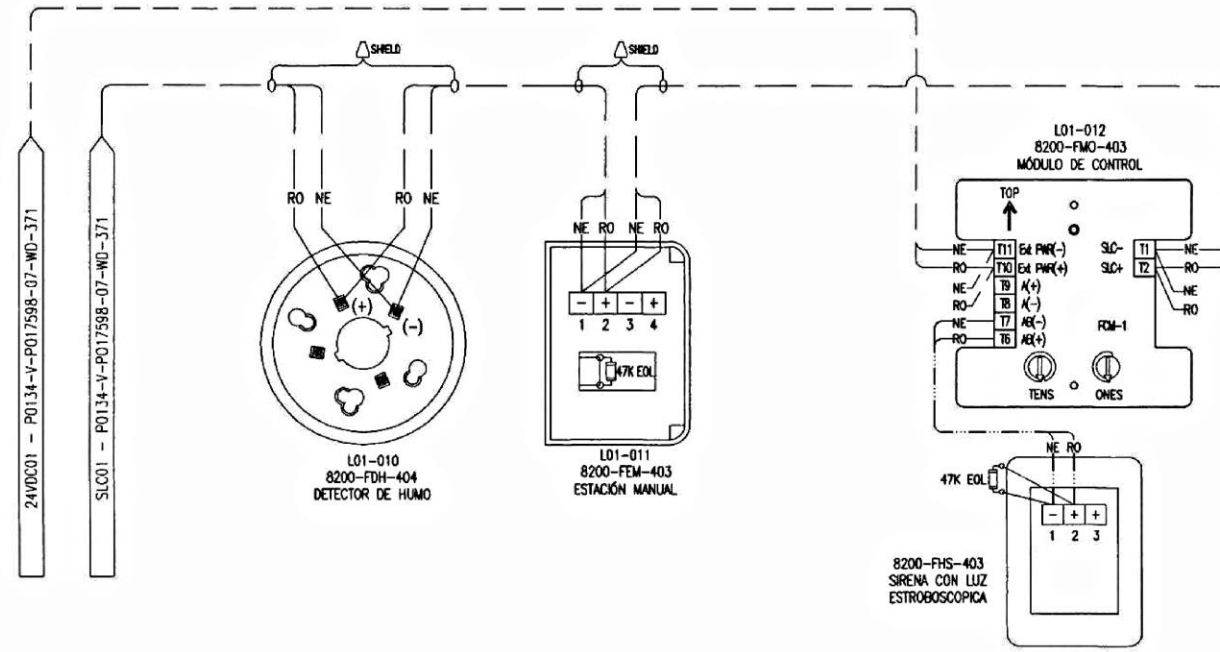 24VDC01 - P0134-V-P017598-07-WD-371
SLC01 - P0134-V-P017598-07-WD-371
SHIELD
RO NE
RO NE
(+)
(-)
L01-010
8200-FDH-404
DETECTOR DE HUMO
SHIELD
NE RO NE RO
- + - +
1 2 3 4
47K EOL
L01-011
8200-FEM-403
ESTACIÓN MANUAL
L01-012
8200-FMO-403
MÓDULO DE CONTROL
TOP
NE T11 Ext PWR(-)
RO T10 Ext PWR(+)
NE T9 A(+)
RO T8 A(-)
NE T7 AB(-)
RO T6 AB(+)
SLC- T1 NE
SLC+ T2 RO
NE
RO
FCM-1
TENS
ONES
NE RO
47K EOL
- + +
1 2 3
8200-FHS-403
SIRENA CON LUZ
ESTROBOSCOPICA